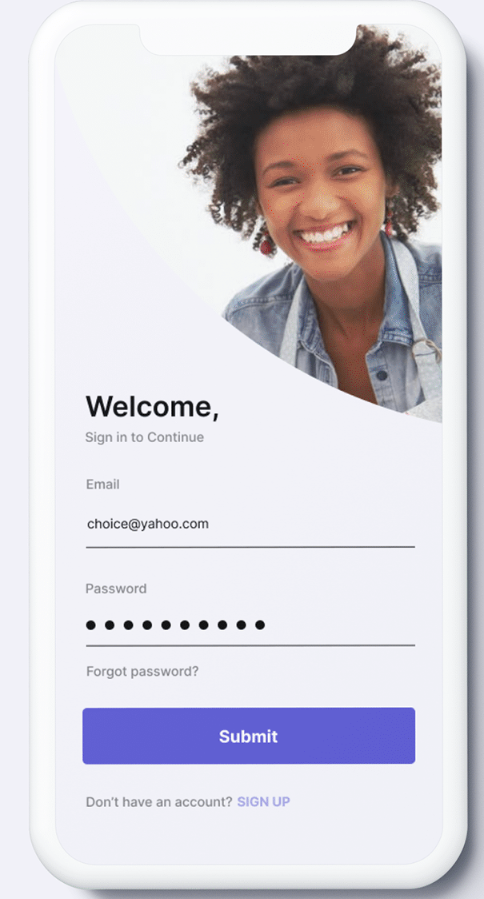 Welcome,
Sign in to Continue
Email
choice@yahoo.com
Password
Forgot password?
Submit
Don't have an account? SIGN UP